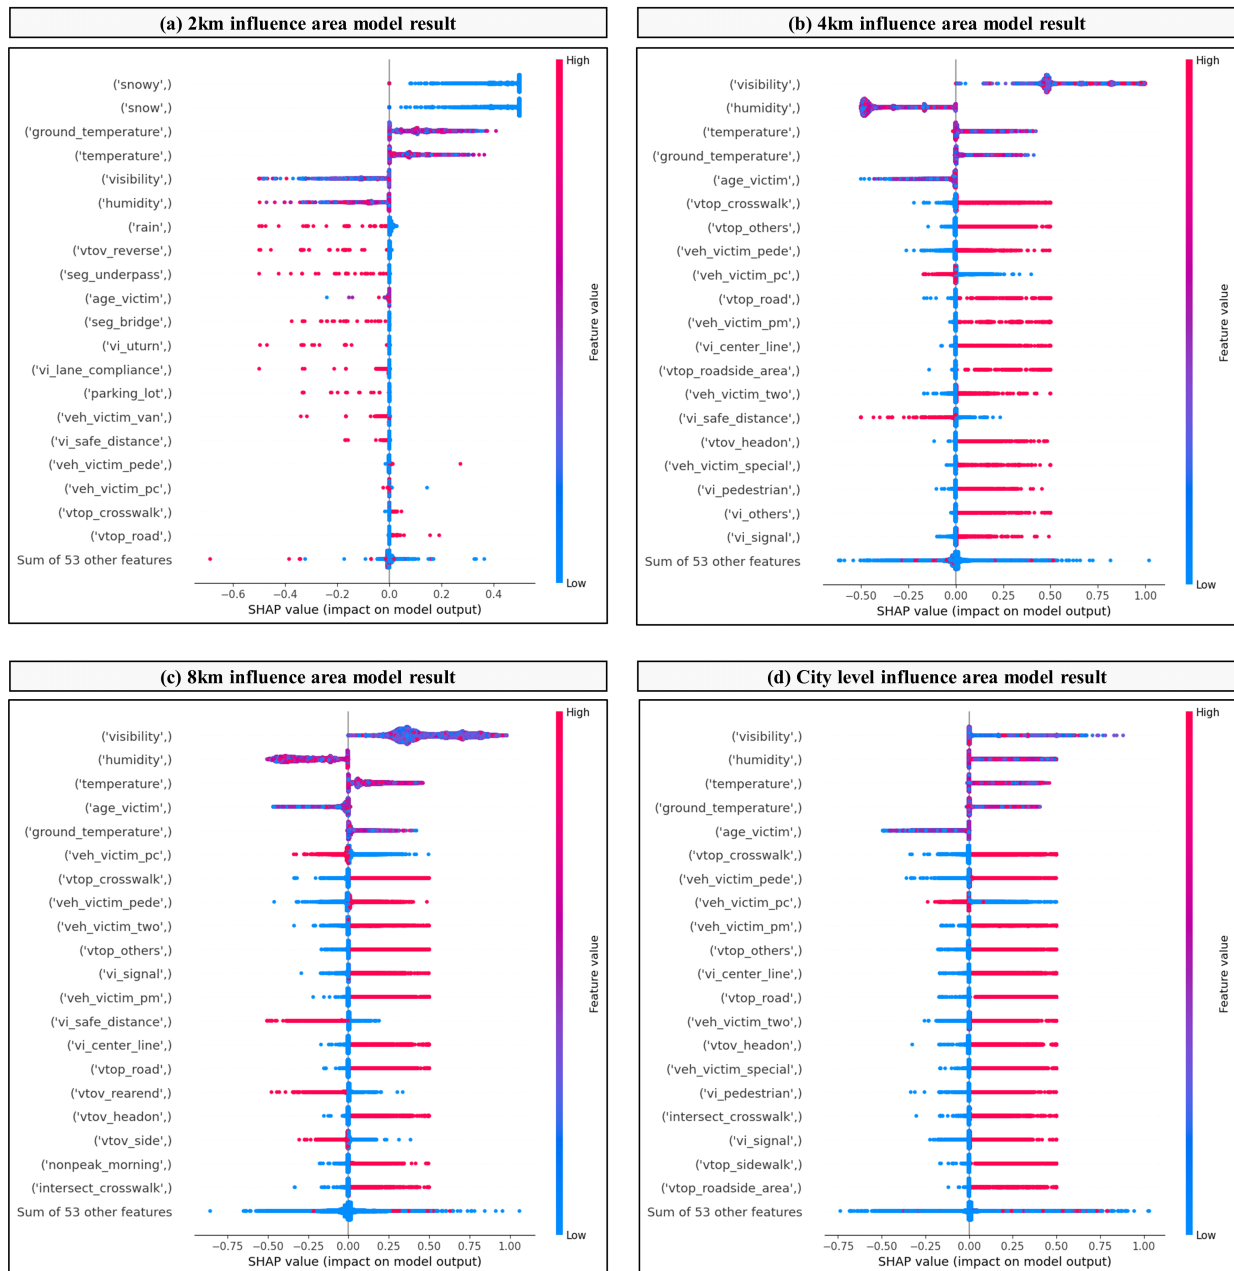 (a) 2km influence area model result
High
('snowy',)
('snow',)
('ground_temperature',)
('temperature',)
('visibility',)
('humidity',)
('rain',)
('vtov_reverse',)
('seg_underpass',)
('age_victim',)
('seg_bridge',)
('vi_uturn',)
('vi_lane_compliance',)
('parking_lot',)
('veh_victim_van',)
('vi_safe_distance',)
('veh_victim_pede',)
('veh_victim_pc',)
('vtop_crosswalk',)
('vtop_road',)
Sum of 53 other features
Feature value
Low
−0.6 −0.4 −0.2 0.0 0.2 0.4
SHAP value (impact on model output)
(b) 4km influence area model result
High
('visibility',)
('humidity',)
('temperature',)
('ground_temperature',)
('age_victim',)
('vtop_crosswalk',)
('vtop_others',)
('veh_victim_pede',)
('veh_victim_pc',)
('vtop_road',)
('veh_victim_pm',)
('vi_center_line',)
('vtop_roadside_area',)
('veh_victim_two',)
('vi_safe_distance',)
('vtov_headon',)
('veh_victim_special',)
('vi_pedestrian',)
('vi_others',)
('vi_signal',)
Sum of 53 other features
Feature value
Low
−0.50 −0.25 0.00 0.25 0.50 0.75 1.00
SHAP value (impact on model output)
(c) 8km influence area model result
High
('visibility',)
('humidity',)
('temperature',)
('age_victim',)
('ground_temperature',)
('veh_victim_pc',)
('vtop_crosswalk',)
('veh_victim_pede',)
('veh_victim_two',)
('vtop_others',)
('vi_signal',)
('veh_victim_pm',)
('vi_safe_distance',)
('vi_center_line',)
('vtop_road',)
('vtov_rearend',)
('vtov_headon',)
('vtov_side',)
('nonpeak_morning',)
('intersect_crosswalk',)
Sum of 53 other features
Feature value
Low
−0.75 −0.50 −0.25 0.00 0.25 0.50 0.75 1.00
SHAP value (impact on model output)
(d) City level influence area model result
High
('visibility',)
('humidity',)
('temperature',)
('ground_temperature',)
('age_victim',)
('vtop_crosswalk',)
('veh_victim_pede',)
('veh_victim_pc',)
('veh_victim_pm',)
('vtop_others',)
('vi_center_line',)
('vtop_road',)
('veh_victim_two',)
('vtov_headon',)
('veh_victim_special',)
('vi_pedestrian',)
('intersect_crosswalk',)
('vi_signal',)
('vtop_sidewalk',)
('vtop_roadside_area',)
Sum of 53 other features
Feature value
Low
−0.75 −0.50 −0.25 0.00 0.25 0.50 0.75 1.00
SHAP value (impact on model output)